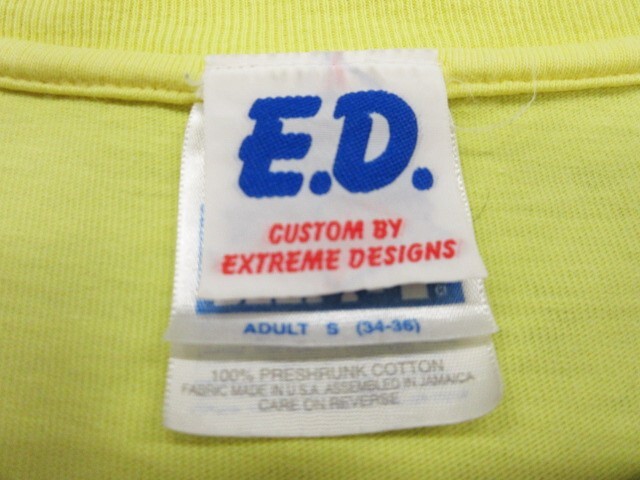 E.D.
CUSTOM BY
EXTREME DESIGNS
ADULT S (34-36)
100% PRESHRUNK COTTON
FABRIC MADE IN U.S.A. ASSEMBLED IN JAMAICA
CARE ON REVERSE